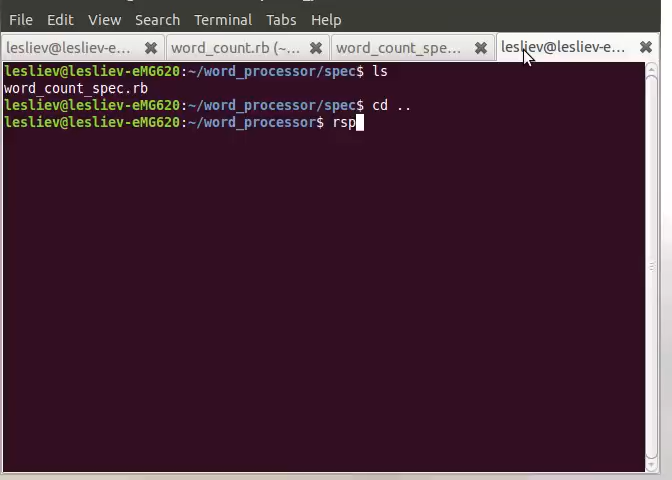 File Edit View Search Terminal Tabs Help
lesliev@lesliev-e... word_count.rb (~... word_count_spe... lesliev@lesliev-e...
lesliev@lesliev-eMG620:~/word_processor/spec$ ls
word_count_spec.rb
lesliev@lesliev-eMG620:~/word_processor/spec$ cd ..
lesliev@lesliev-eMG620:~/word_processor$ rsp